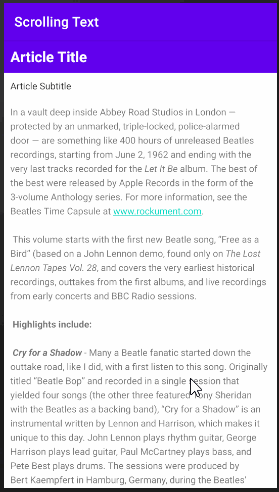 Scrolling Text
Article Title
Article Subtitle
In a vault deep inside Abbey Road Studios in London —
protected by an unmarked, triple-locked, police-alarmed
door — are something like 400 hours of unreleased Beatles
recordings, starting from June 2, 1962 and ending with the
very last tracks recorded for the Let It Be album. The best of
the best were released by Apple Records in the form of the
3-volume Anthology series. For more information, see the
Beatles Time Capsule at www.rockument.com.
This volume starts with the first new Beatle song, “Free as a
Bird” (based on a John Lennon demo, found only on The Lost
Lennon Tapes Vol. 28, and covers the very earliest historical
recordings, outtakes from the first albums, and live recordings
from early concerts and BBC Radio sessions.
Highlights include:
Cry for a Shadow - Many a Beatle fanatic started down the
outtake road, like I did, with a first listen to this song. Originally
titled “Beatle Bop” and recorded in a single session that
yielded four songs (the other three featured Tony Sheridan
with the Beatles as a backing band), “Cry for a Shadow” is an
instrumental written by Lennon and Harrison, which makes it
unique to this day. John Lennon plays rhythm guitar, George
Harrison plays lead guitar, Paul McCartney plays bass, and
Pete Best plays drums. The sessions were produced by
Bert Kaempfert in Hamburg, Germany, during the Beatles’